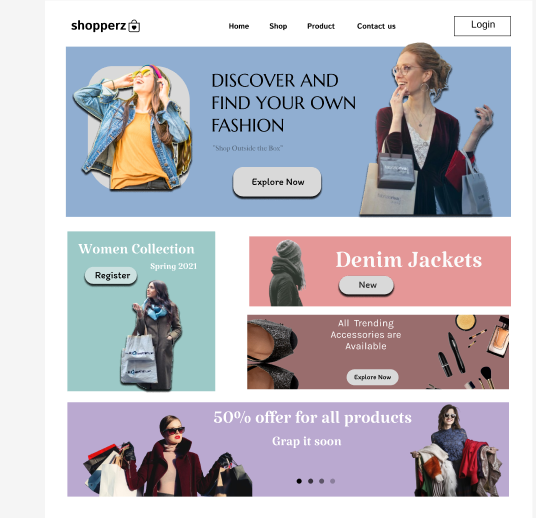 shopperz
Home Shop Product Contact us
Login
DISCOVER AND
FIND YOUR OWN
FASHION
"Shop Outside the Box"
Explore Now
Women Collection
Spring 2021
Register
Denim Jackets
New
All Trending
Accessories are
Available
Explore Now
50% offer for all products
Grap it soon